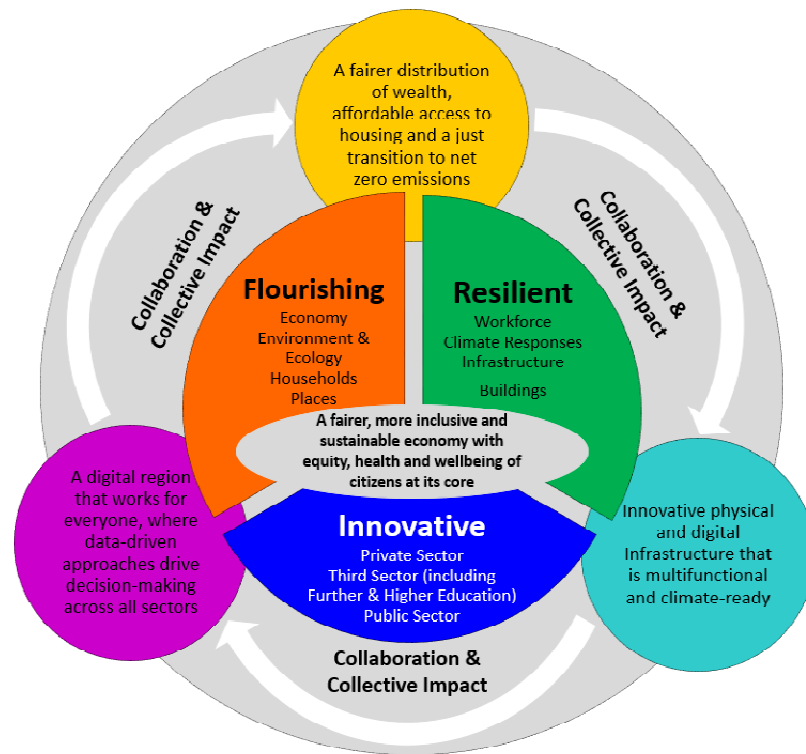 A fairer distribution
of wealth,
affordable access to
housing and a just
transition to net
zero emissions
Collaboration &
Collective Impact
Collaboration &
Collective Impact
Flourishing
Economy
Environment &
Ecology
Households
Places
Resilient
Workforce
Climate Responses
Infrastructure
Buildings
A fairer, more inclusive and
sustainable economy with
equity, health and wellbeing of
citizens at its core
A digital region
that works for
everyone, where
data-driven
approaches drive
decision-making
across all sectors
Innovative
Private Sector
Third Sector (including
Further & Higher Education)
Public Sector
Innovative physical
and digital
Infrastructure that
is multifunctional
and climate-ready
Collaboration &
Collective Impact